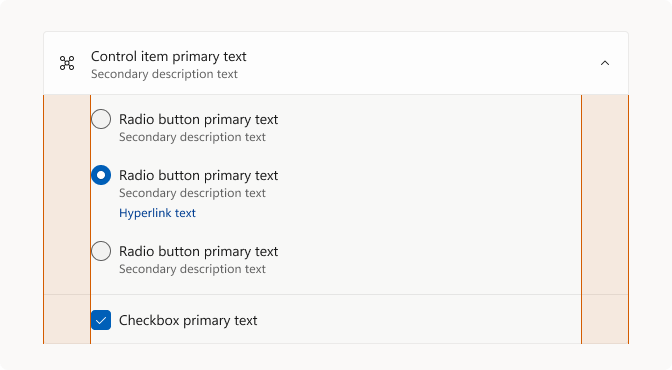 Control item primary text
Secondary description text
Radio button primary text
Secondary description text
Radio button primary text
Secondary description text
Hyperlink text
Radio button primary text
Secondary description text
Checkbox primary text